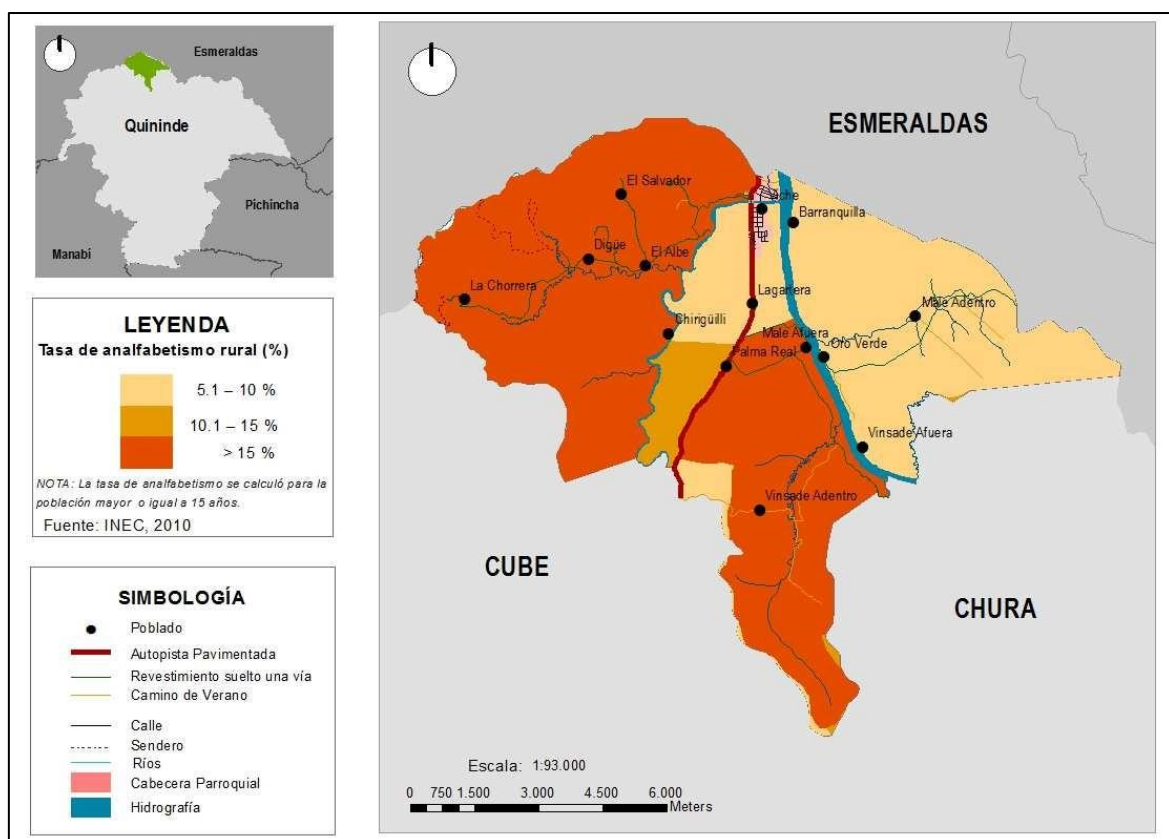 Esmeraldas
Quininde
Pichincha
Manabí
LEYENDA
Tasa de analfabetismo rural (%)
5.1 – 10 %
10.1 – 15 %
> 15 %
NOTA: La tasa de analfabetismo se calculó para la
población mayor o igual a 15 años.
Fuente: INEC, 2010
SIMBOLOGÍA
Poblado
Autopista Pavimentada
Revestimiento suelto una vía
Camino de Verano
Calle
Sendero
Ríos
Cabecera Parroquial
Hidrografía
ESMERALDAS
El Salvador
Viche
Barranquilla
Digüe
El Albe
La Chorrera
Lagartera
Male Adentro
Chirigüilli
Male Afuera
Oro Verde
Palma Real
Vinsade Afuera
Vinsade Adentro
CUBE
CHURA
Escala: 1:93.000
0 750 1.500 3.000 4.500 6.000
Meters